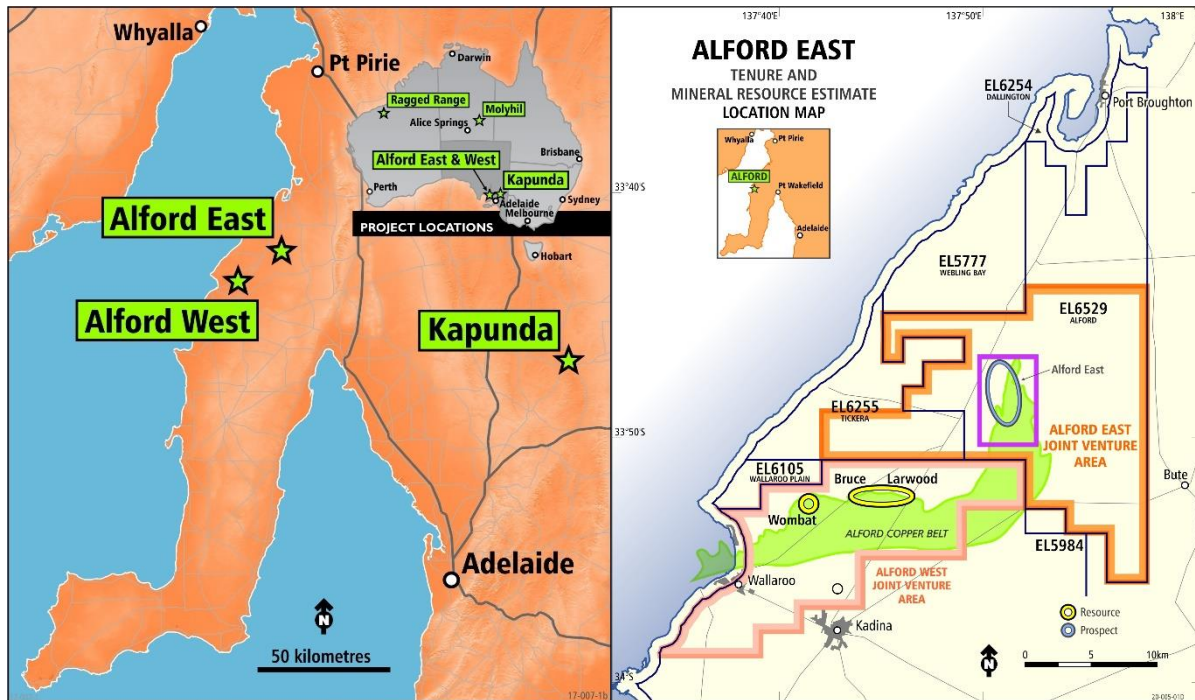 Whyalla
Pt Pirie
Darwin
Ragged Range
Molyhil
Alice Springs
Alford East & West
Brisbane
Kapunda
Perth
Adelaide
Sydney
Melbourne
PROJECT LOCATIONS
Hobart
Alford East
Alford West
Kapunda
Adelaide
N
50 kilometres
17-007-1b
137°40'E
137°50'E
138°E
33°40'S
33°50'S
34°S
ALFORD EAST
TENURE AND
MINERAL RESOURCE ESTIMATE
LOCATION MAP
Whyalla
Pt Pirie
ALFORD
Pt Wakefield
Adelaide
EL6254
DALLINGTON
Port Broughton
EL5777
WEBLING BAY
EL6529
ALFORD
Alford East
EL6255
TICKERA
ALFORD EAST
JOINT VENTURE
AREA
EL6105
WALLAROO PLAIN
Bruce
Larwood
Bute
Wombat
ALFORD COPPER BELT
EL5984
ALFORD WEST
JOINT VENTURE
AREA
Wallaroo
Kadina
Resource
Prospect
N
0 5 10km
20-005-01D